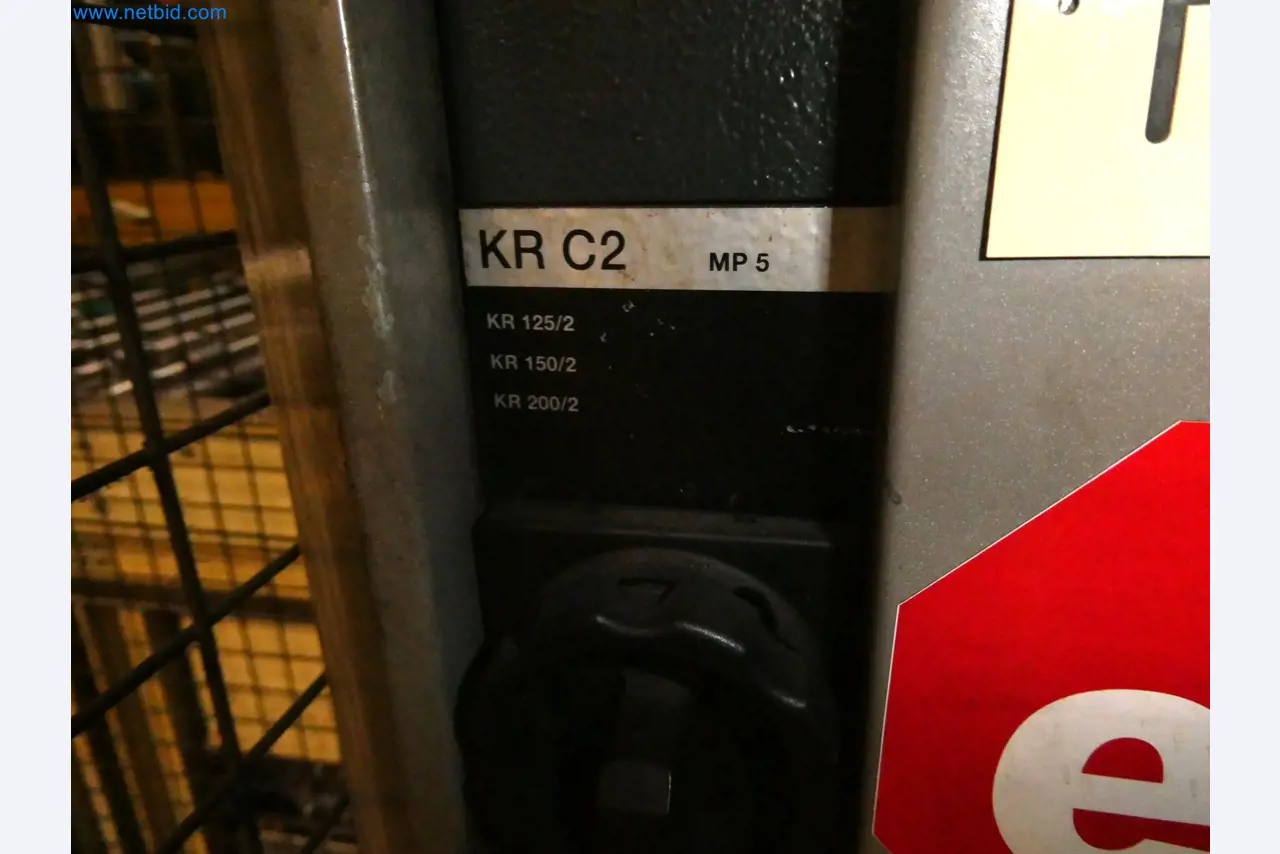 www.netbid.com
KR C2 MP 5
KR 125/2
KR 150/2
KR 200/2
e